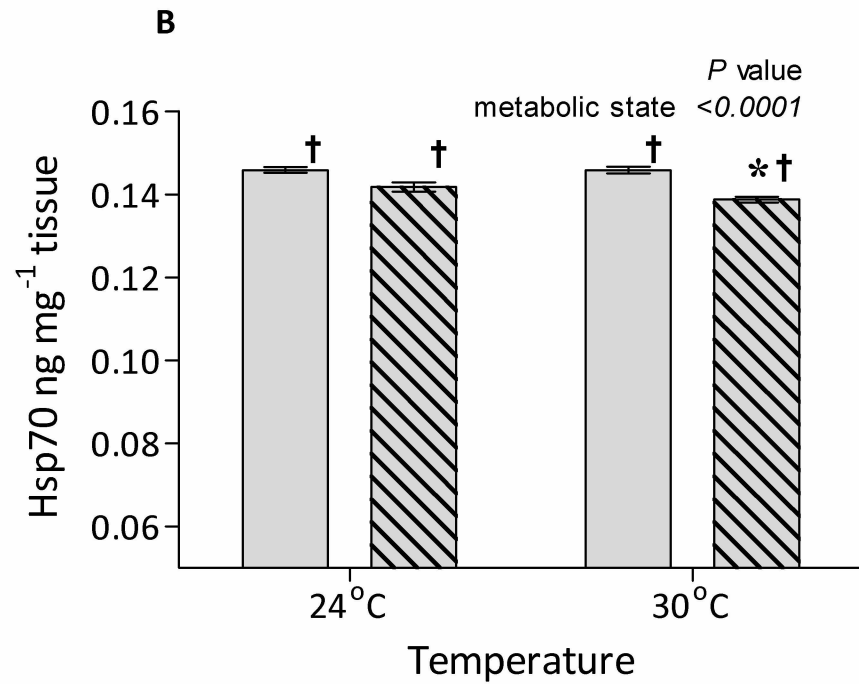 B
P value
metabolic state <0.0001
0.16
0.14
0.12
0.10
0.08
0.06
Hsp70 ng mg⁻¹ tissue
†
†
†
*†
24°C
30°C
Temperature